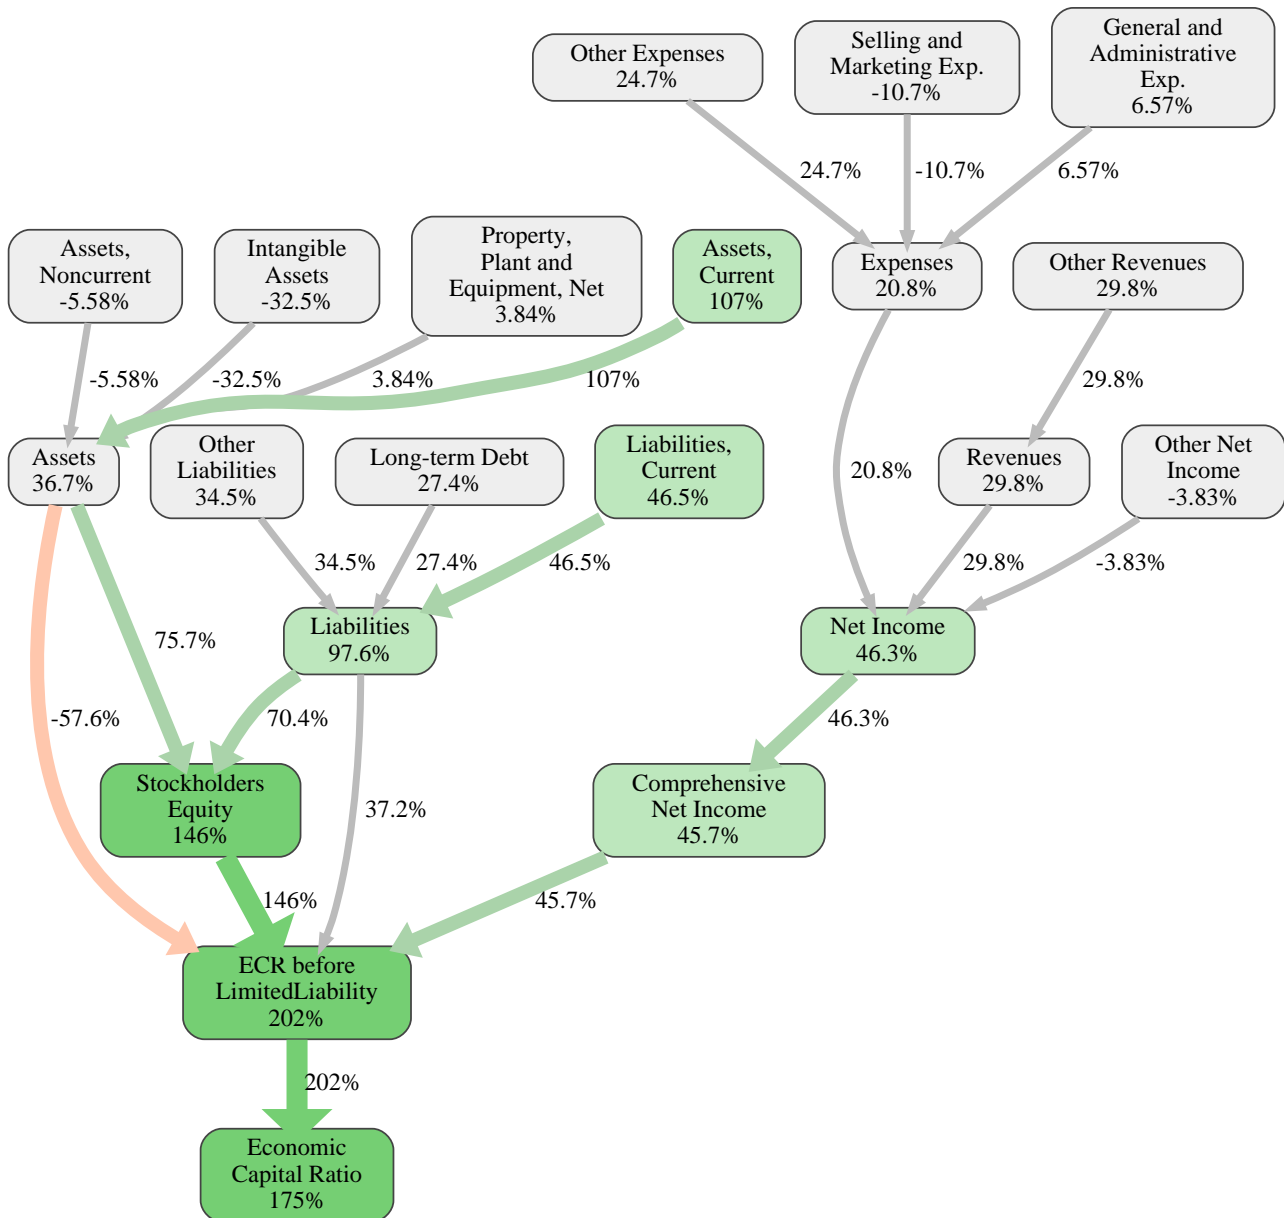 Other Expenses
24.7%
Selling and
Marketing Exp.
-10.7%
General and
Administrative
Exp.
6.57%
24.7%
-10.7%
6.57%
Assets,
Noncurrent
-5.58%
Intangible
Assets
-32.5%
Property,
Plant and
Equipment, Net
3.84%
Assets,
Current
107%
Expenses
20.8%
Other Revenues
29.8%
-5.58%
-32.5%
3.84%
107%
29.8%
Assets
36.7%
Other
Liabilities
34.5%
Long-term Debt
27.4%
Liabilities,
Current
46.5%
20.8%
Revenues
29.8%
Other Net
Income
-3.83%
34.5%
27.4%
46.5%
29.8%
-3.83%
Liabilities
97.6%
Net Income
46.3%
75.7%
-57.6%
70.4%
46.3%
Stockholders
Equity
146%
37.2%
Comprehensive
Net Income
45.7%
146%
45.7%
ECR before
LimitedLiability
202%
202%
Economic
Capital Ratio
175%